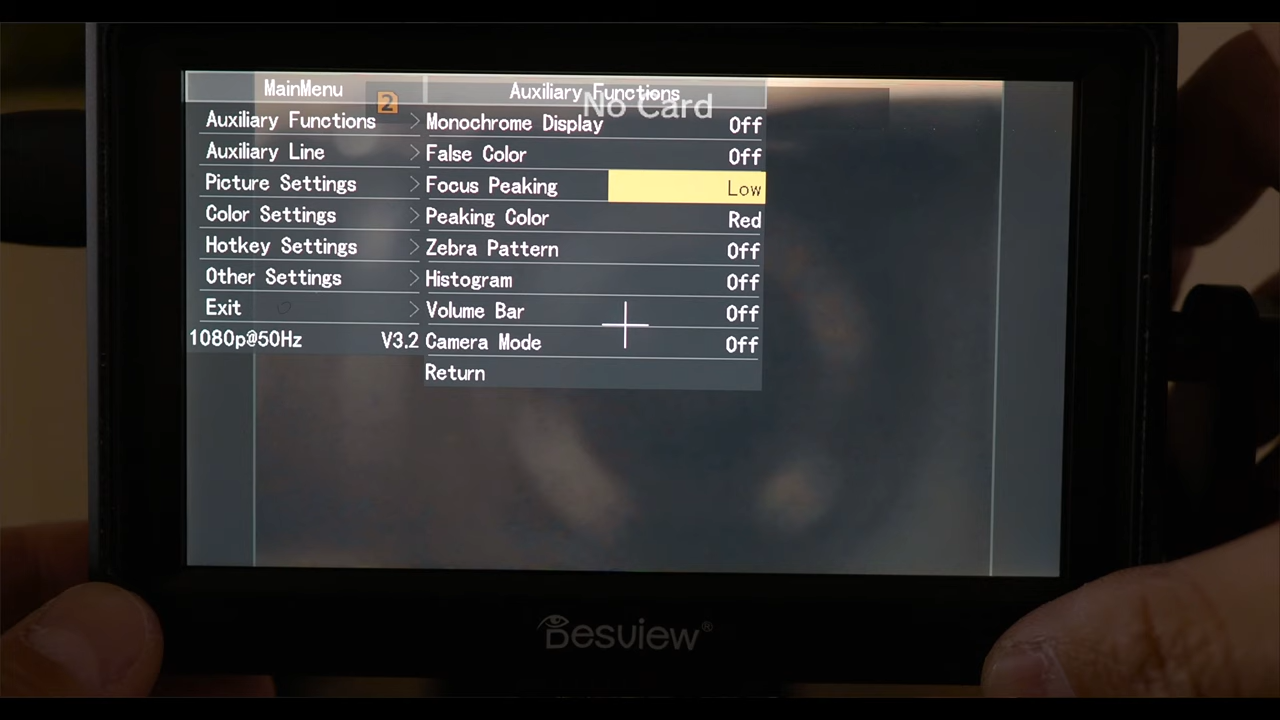 MainMenu
2
Auxiliary Functions
No Card
Auxiliary Functions > Monochrome Display Off
Auxiliary Line > False Color Off
Picture Settings > Focus Peaking Low
Color Settings > Peaking Color Red
Hotkey Settings > Zebra Pattern Off
Other Settings > Histogram Off
Exit > Volume Bar Off
1080p@50Hz V3.2 Camera Mode Off
Return
Desview®